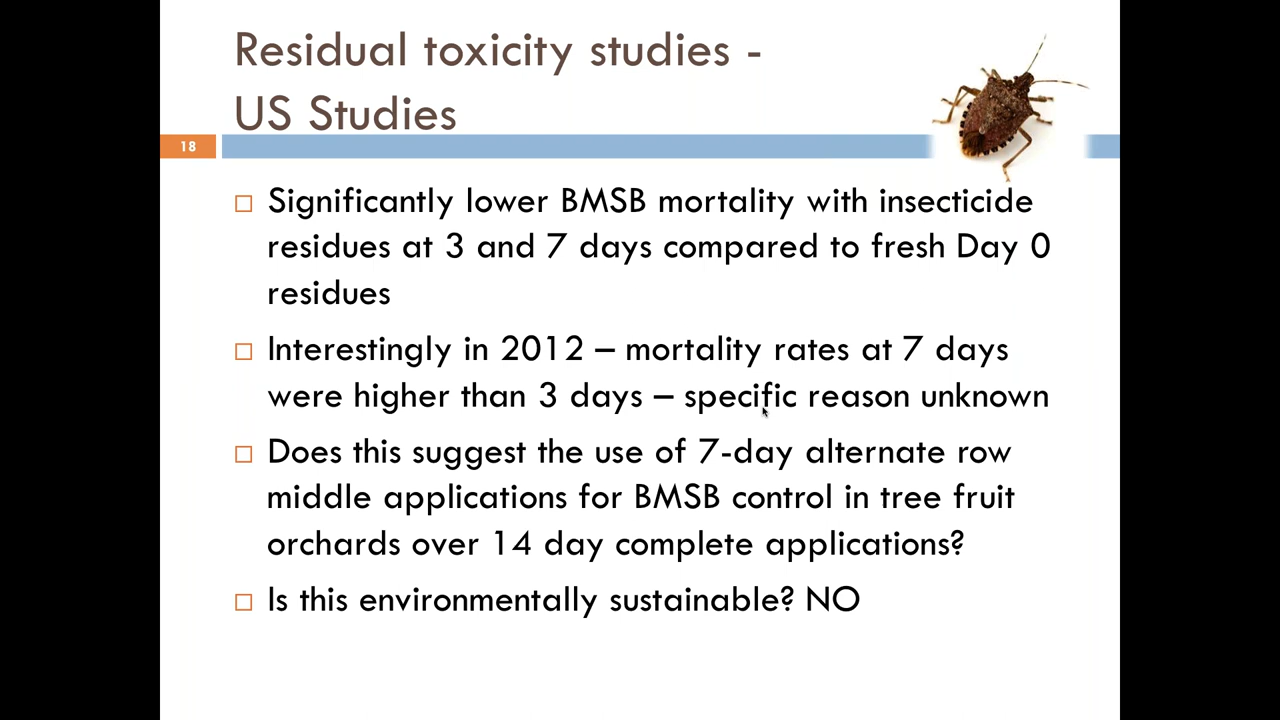 Residual toxicity studies -
US Studies
18
Significantly lower BMSB mortality with insecticide
residues at 3 and 7 days compared to fresh Day 0
residues
Interestingly in 2012 – mortality rates at 7 days
were higher than 3 days – specific reason unknown
Does this suggest the use of 7-day alternate row
middle applications for BMSB control in tree fruit
orchards over 14 day complete applications?
Is this environmentally sustainable? NO